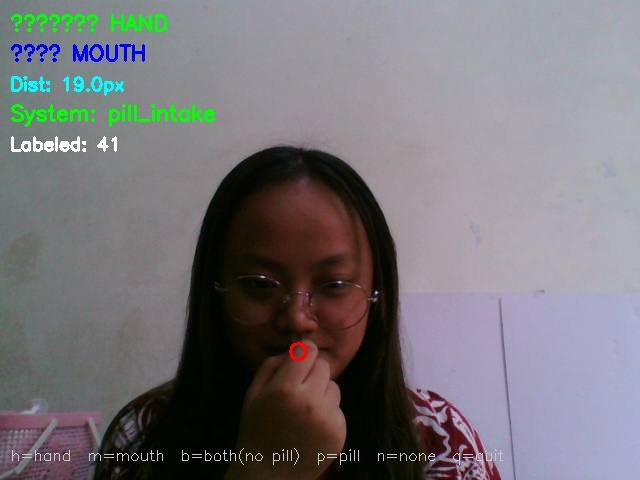 ??????? HAND
???? MOUTH
Dist: 19.0px
System: pill_intake
Labeled: 41
h=hand  m=mouth  b=both(no pill)  p=pill  n=none  q=quit